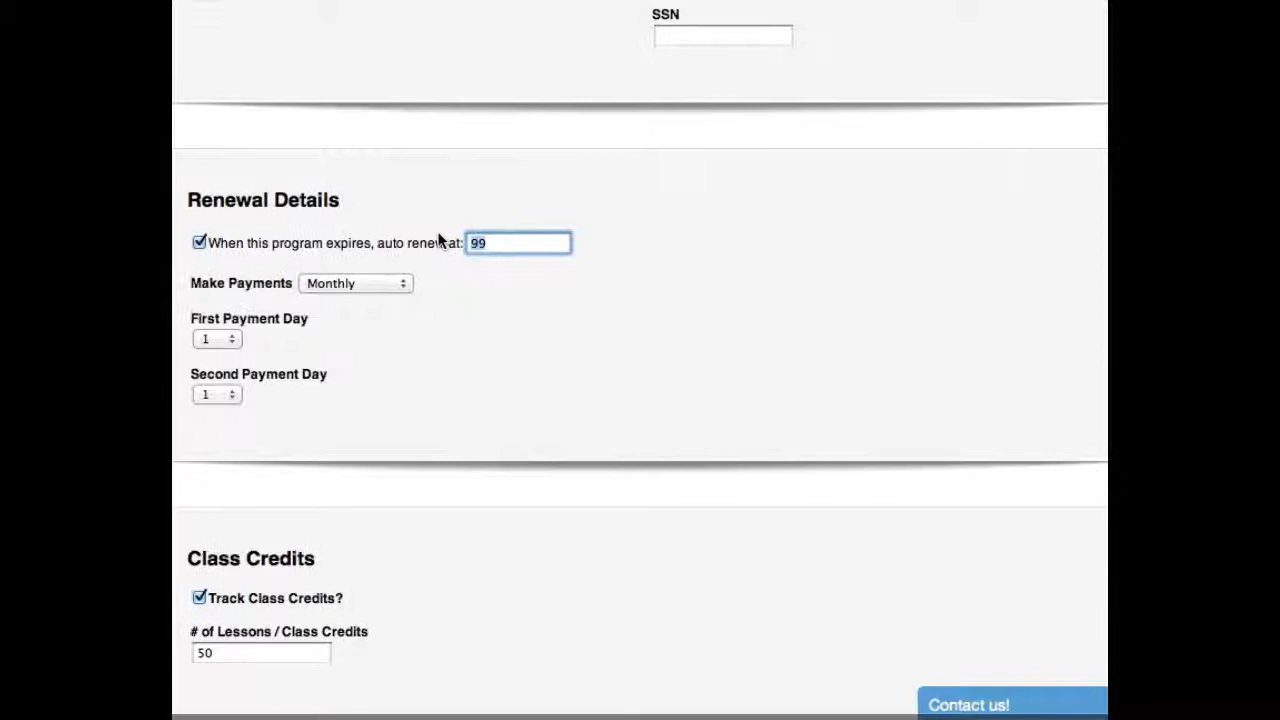 SSN
Renewal Details
When this program expires, auto renew at: 99
Make Payments Monthly
First Payment Day
1
Second Payment Day
1
Class Credits
Track Class Credits?
# of Lessons / Class Credits
50
Contact us!